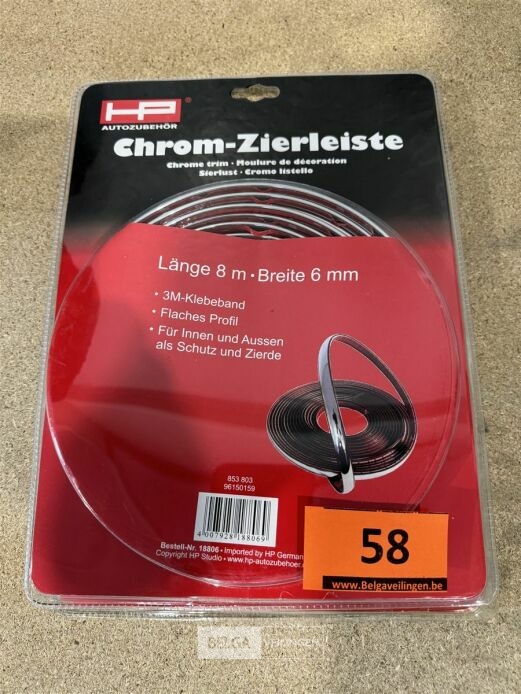 HP
®
AUTOZUBEHÖR
Chrom-Zierleiste
Chrome trim · Moulure de décoration
Sierlust · Cromo listello
Länge 8 m · Breite 6 mm
• 3M-Klebeband
• Flaches Profil
• Für Innen und Aussen
als Schutz und Zierde
853 803
96150159
4 007928 188069
Bestell-Nr. 18806 · Imported by HP German
Copyright HP Studio · www.hp-autozubehoer.
58
www.Belgaveilingen.be
BELGA VEILINGEN